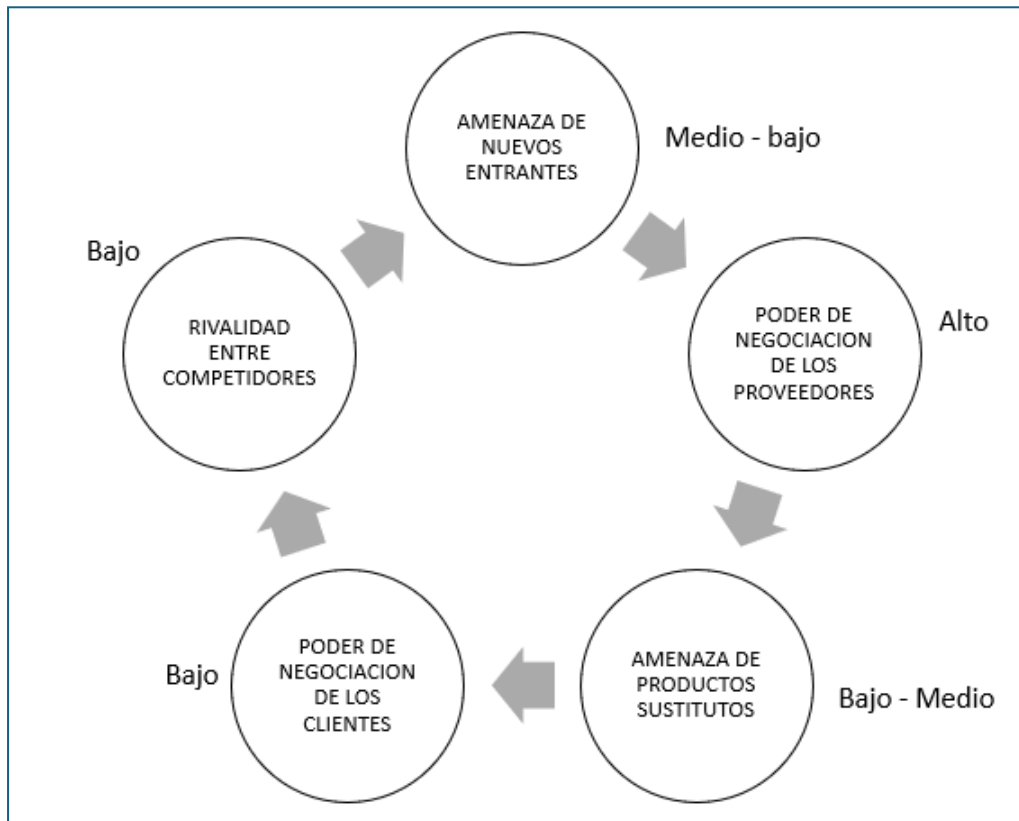 AMENAZA DE
NUEVOS
ENTRANTES
Medio - bajo
PODER DE
NEGOCIACION
DE LOS
PROVEEDORES
Alto
AMENAZA DE
PRODUCTOS
SUSTITUTOS
Bajo - Medio
PODER DE
NEGOCIACION
DE LOS
CLIENTES
Bajo
RIVALIDAD
ENTRE
COMPETIDORES
Bajo